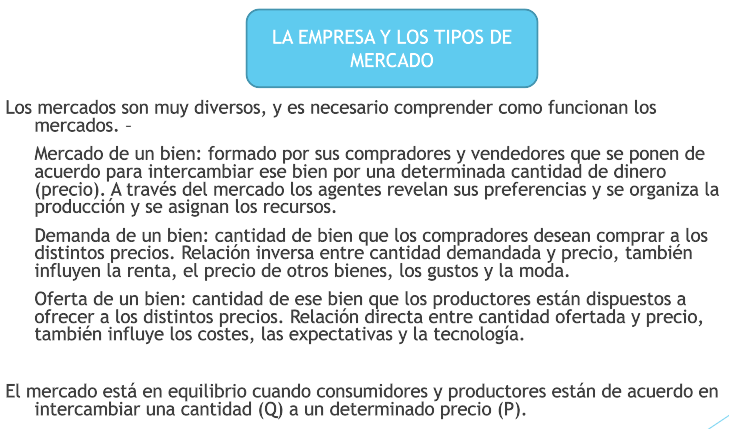 LA EMPRESA Y LOS TIPOS DE
MERCADO
Los mercados son muy diversos, y es necesario comprender como funcionan los
mercados. –
Mercado de un bien: formado por sus compradores y vendedores que se ponen de
acuerdo para intercambiar ese bien por una determinada cantidad de dinero
(precio). A través del mercado los agentes revelan sus preferencias y se organiza la
producción y se asignan los recursos.
Demanda de un bien: cantidad de bien que los compradores desean comprar a los
distintos precios. Relación inversa entre cantidad demandada y precio, también
influyen la renta, el precio de otros bienes, los gustos y la moda.
Oferta de un bien: cantidad de ese bien que los productores están dispuestos a
ofrecer a los distintos precios. Relación directa entre cantidad ofertada y precio,
también influye los costes, las expectativas y la tecnología.
El mercado está en equilibrio cuando consumidores y productores están de acuerdo en
intercambiar una cantidad (Q) a un determinado precio (P).